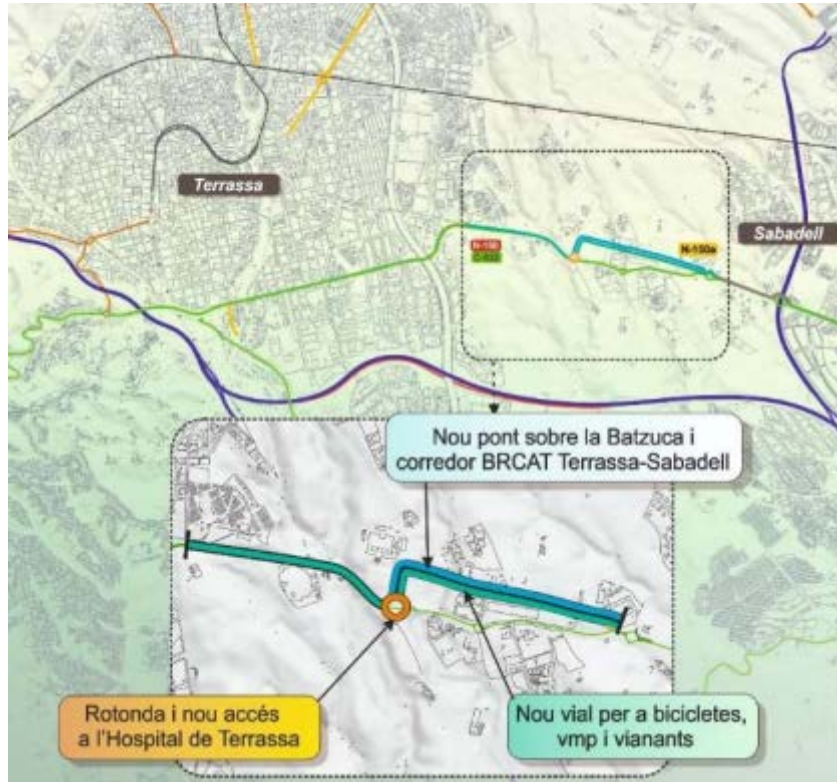 Terrassa
N-150
C-833
N-150a
Sabadell
Nou pont sobre la Batzuca i
corredor BRCAT Terrassa-Sabadell
Rotonda i nou accés
a l'Hospital de Terrassa
Nou vial per a bicicletes,
vmp i vianants